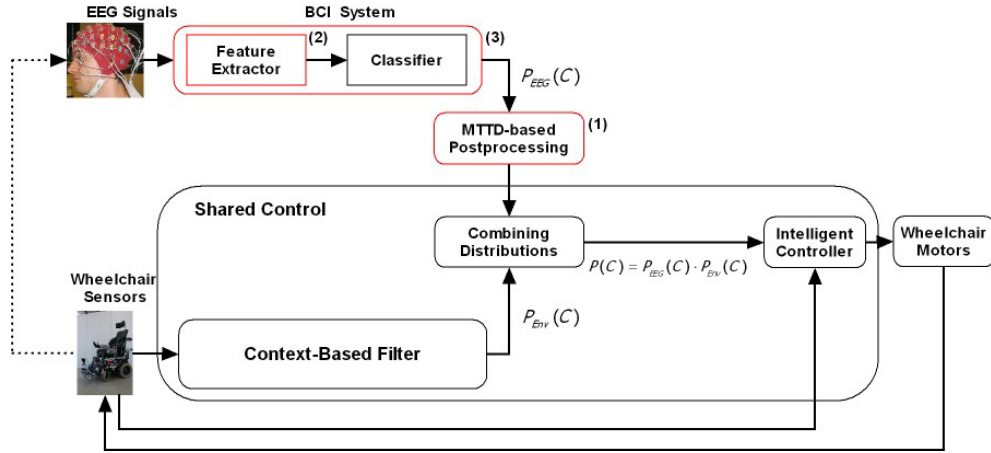 EEG Signals
BCI System
Feature
Extractor
(2)
Classifier
(3)
P_EEG(C)
MTTD-based
Postprocessing
(1)
Shared Control
Combining
Distributions
Intelligent
Controller
Wheelchair
Motors
P(C) = P_EEG(C) · P_Env(C)
Wheelchair
Sensors
P_Env(C)
Context-Based Filter